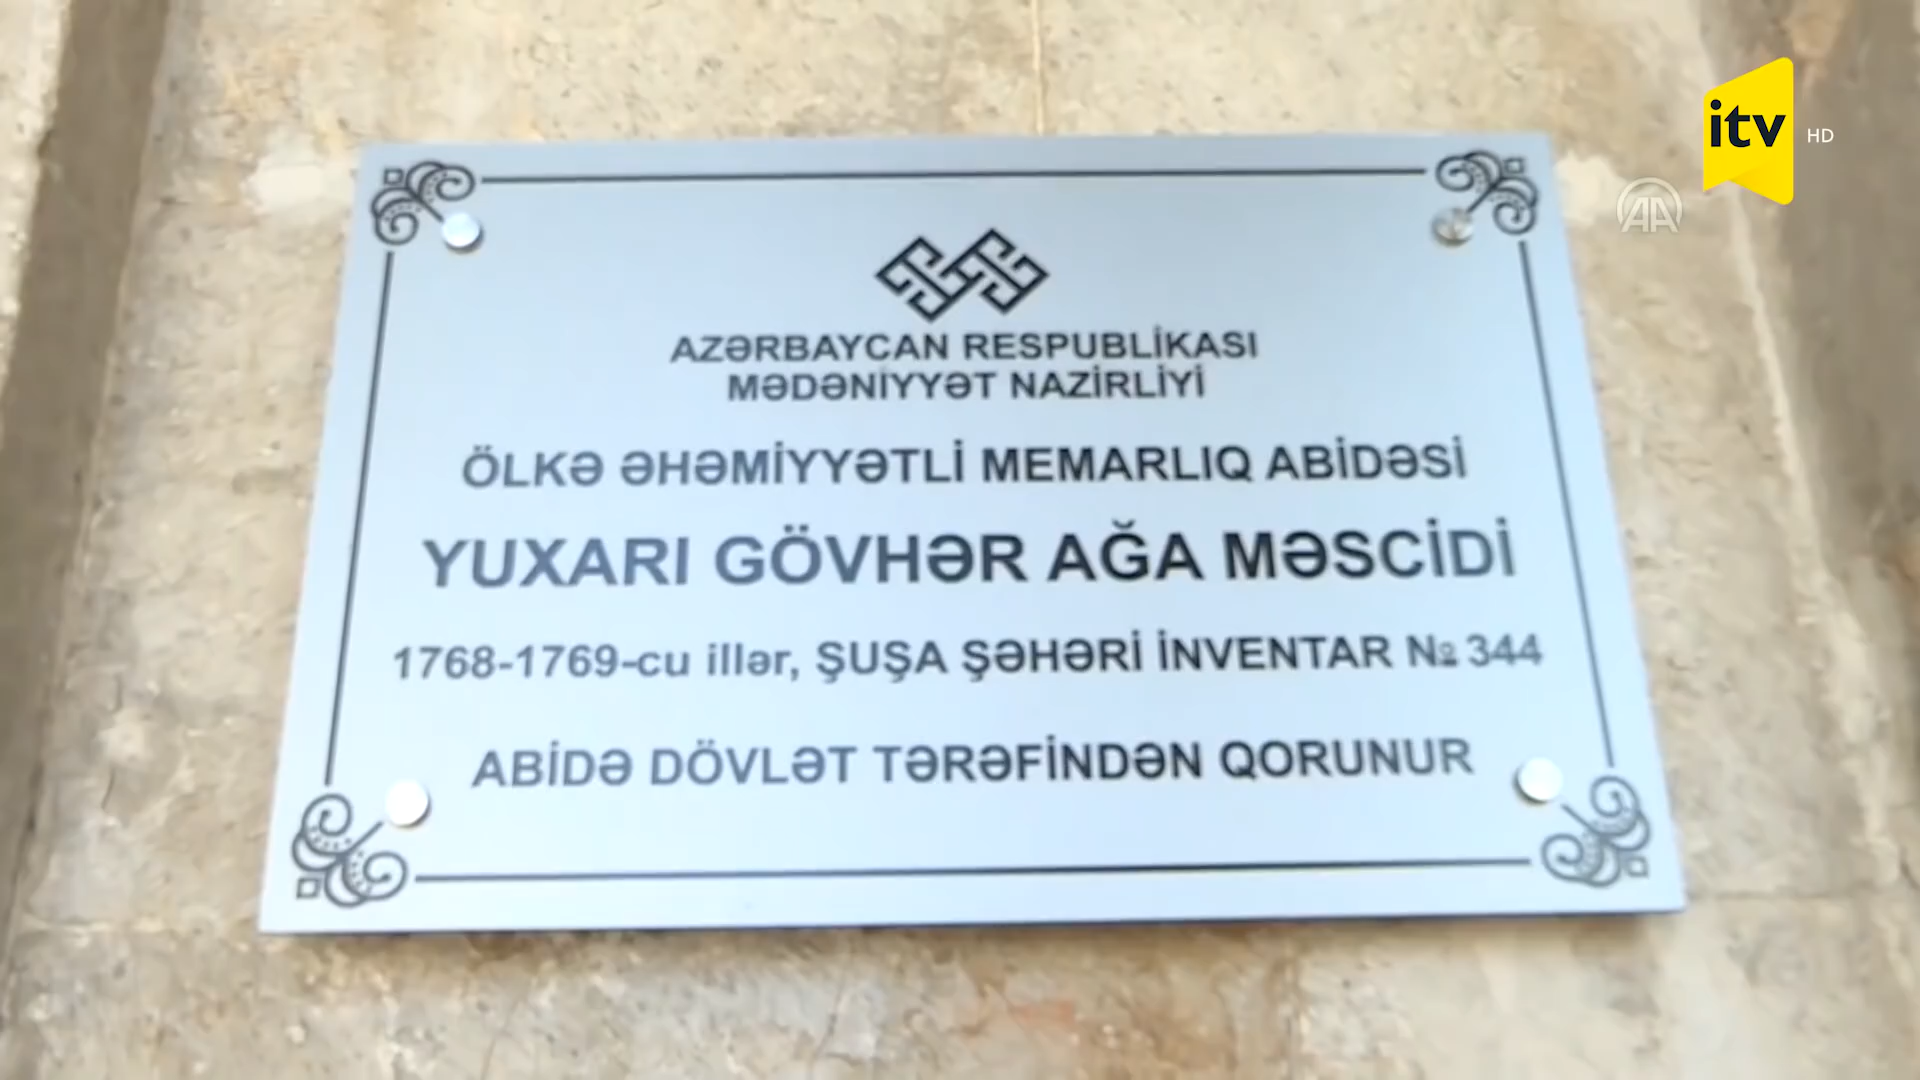 itv HD
AA
AZƏRBAYCAN RESPUBLİKASI
MƏDƏNİYYƏT NAZİRLİYİ
ÖLKƏ ƏHƏMİYYƏTLİ MEMARLIQ ABİDƏSİ
YUXARI GÖVHƏR AĞA MƏSCİDİ
1768-1769-cu illər, ŞUŞA ŞƏHƏRİ İNVENTAR № 344
ABİDƏ DÖVLƏT TƏRƏFİNDƏN QORUNUR